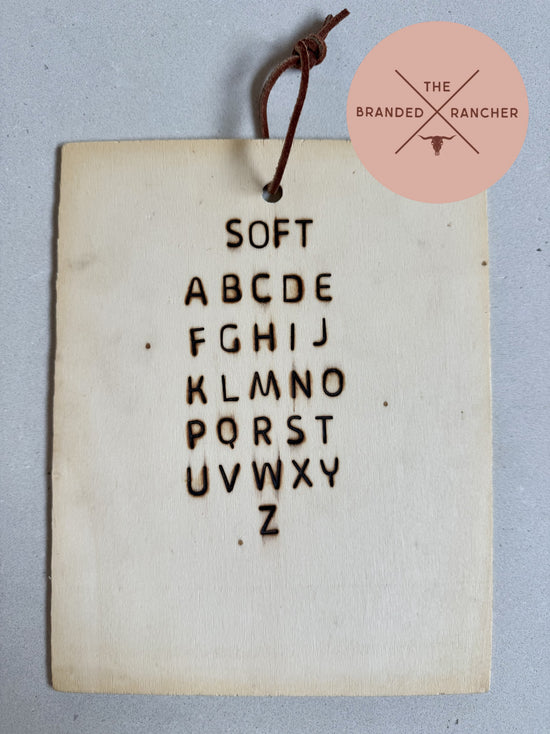 THE
BRANDED RANCHER
SOFT
ABCDE
FGHIJ
KLMNO
PQRST
UVWXY
Z